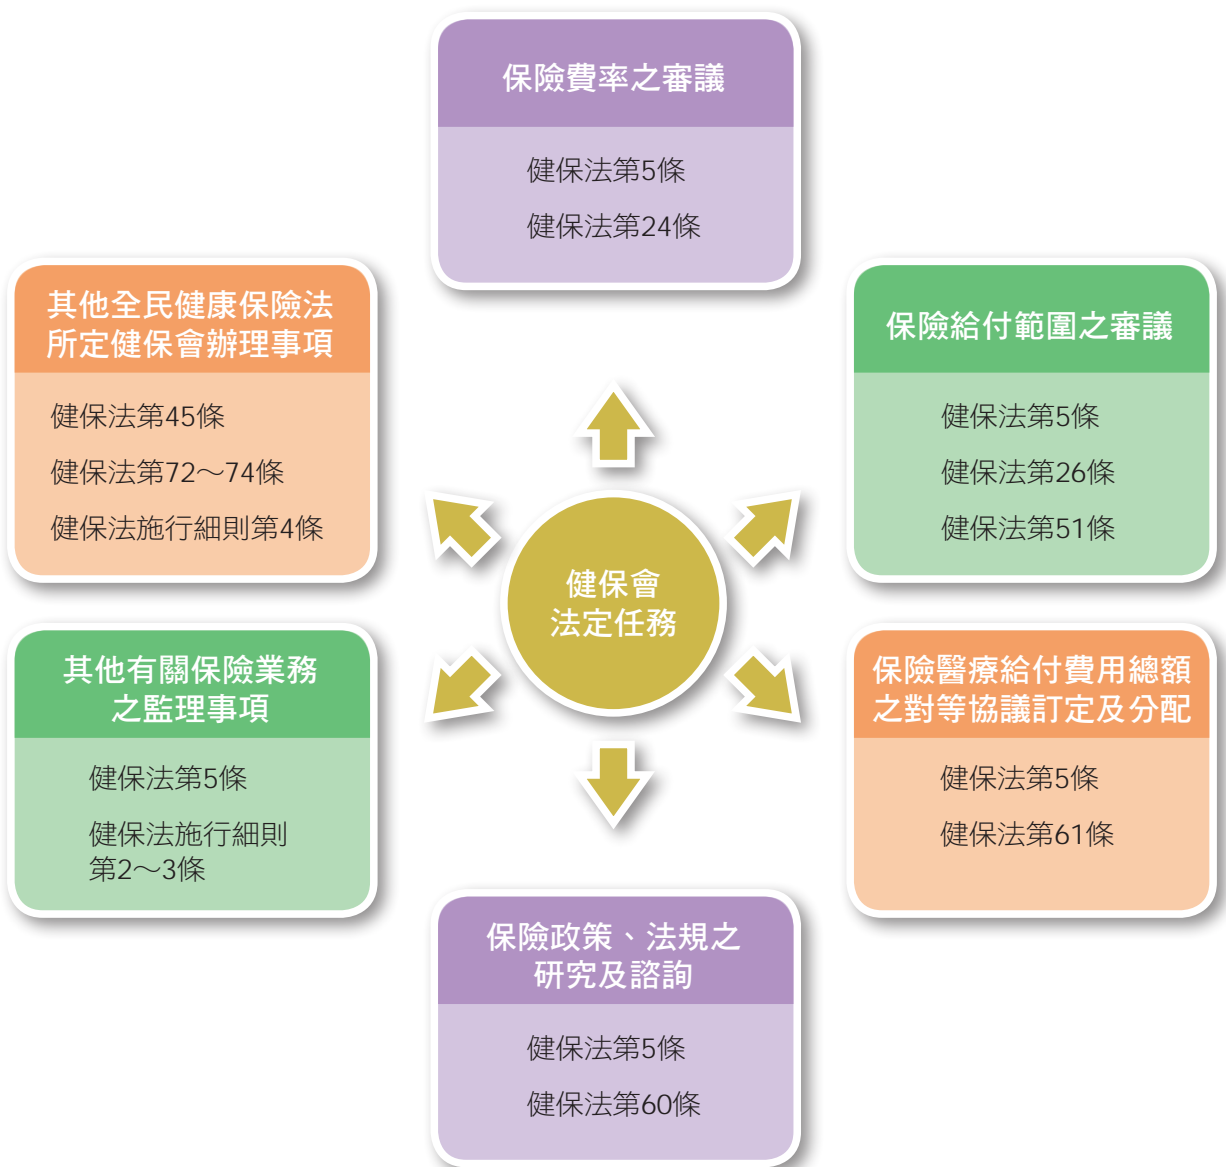 保險費率之審議
健保法第5條
健保法第24條
其他全民健康保險法
所定健保會辦理事項
健保法第45條
健保法第72～74條
健保法施行細則第4條
保險給付範圍之審議
健保法第5條
健保法第26條
健保法第51條
健保會
法定任務
其他有關保險業務
之監理事項
健保法第5條
健保法施行細則
第2～3條
保險醫療給付費用總額
之對等協議訂定及分配
健保法第5條
健保法第61條
保險政策、法規之
研究及諮詢
健保法第5條
健保法第60條